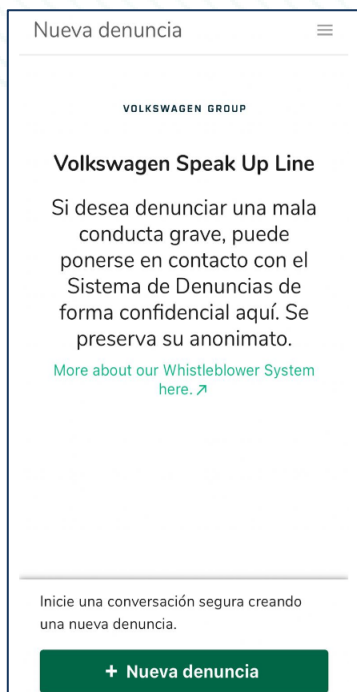 Nueva denuncia
VOLKSWAGEN GROUP
Volkswagen Speak Up Line
Si desea denunciar una mala
conducta grave, puede
ponerse en contacto con el
Sistema de Denuncias de
forma confidencial aquí. Se
preserva su anonimato.
More about our Whistleblower System
here. ↗
Inicie una conversación segura creando
una nueva denuncia.
+ Nueva denuncia